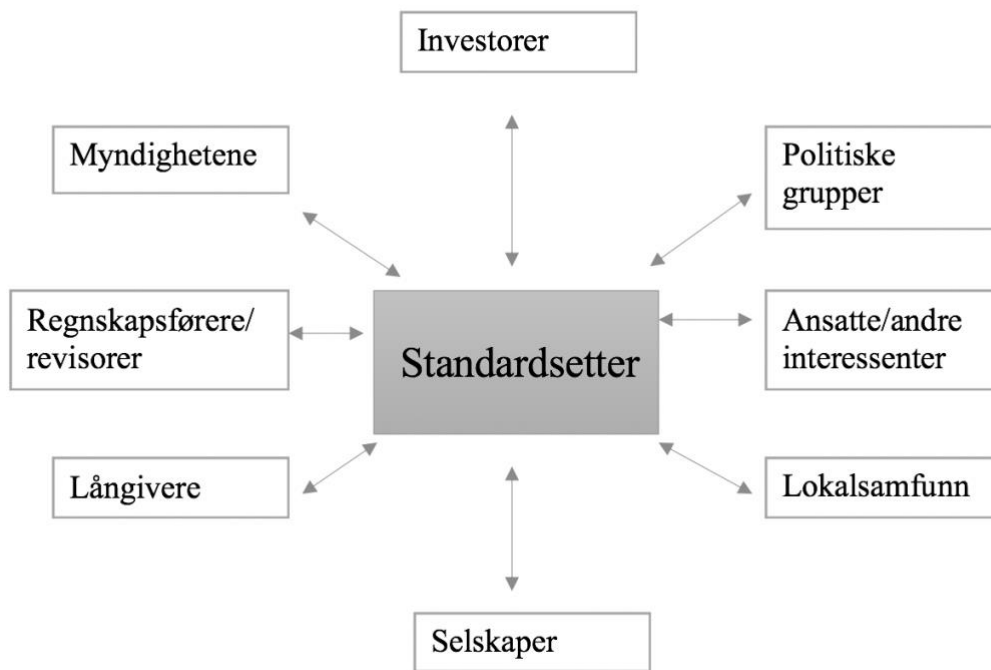 Investorer
Myndighetene
Politiske
grupper
Regnskapsførere/
revisorer
Standardsetter
Ansatte/andre
interessenter
Långivere
Lokalsamfunn
Selskaper